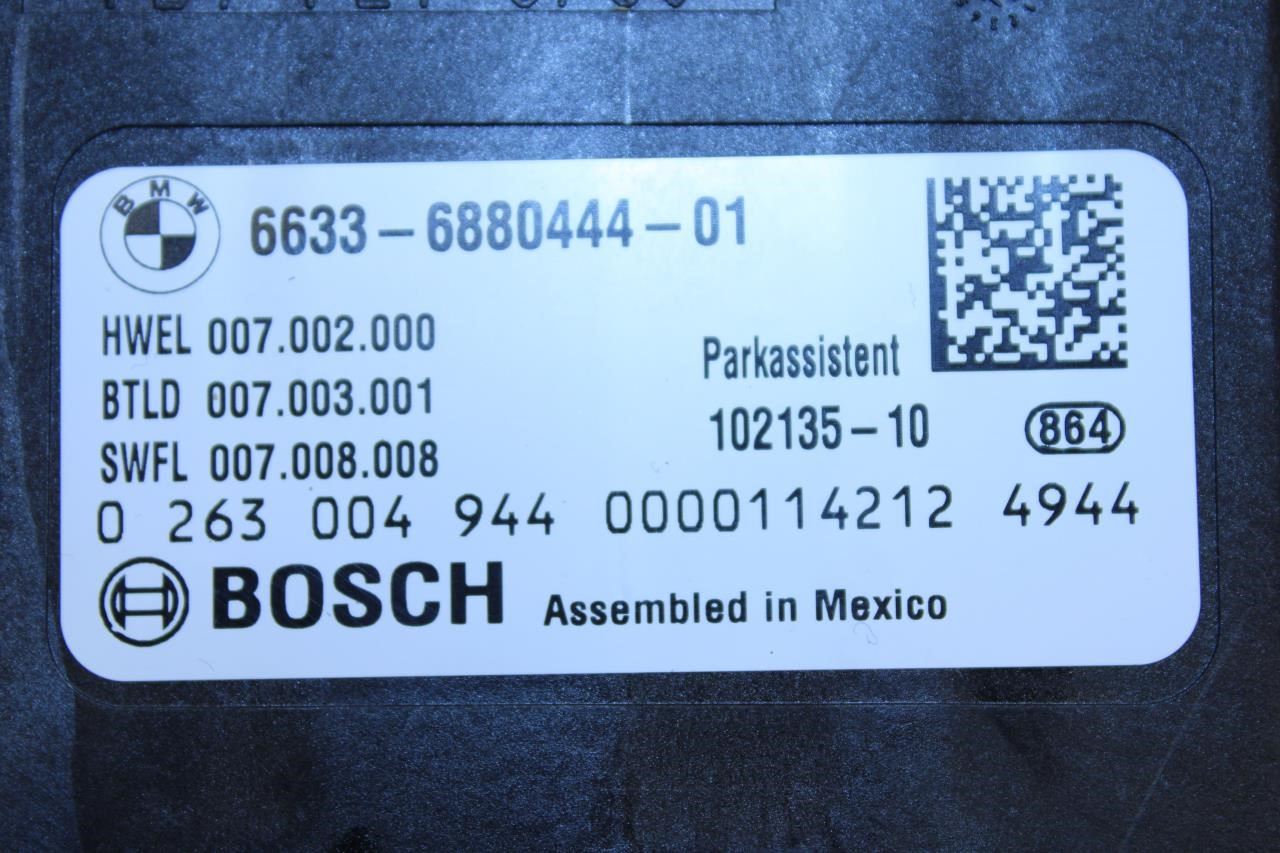 BMW
6633-6880444-01
HWEL 007.002.000
BTLD 007.003.001
SWFL 007.008.008
Parkassistent
102135-10
864
0 263 004 944 0000114212 4944
BOSCH Assembled in Mexico